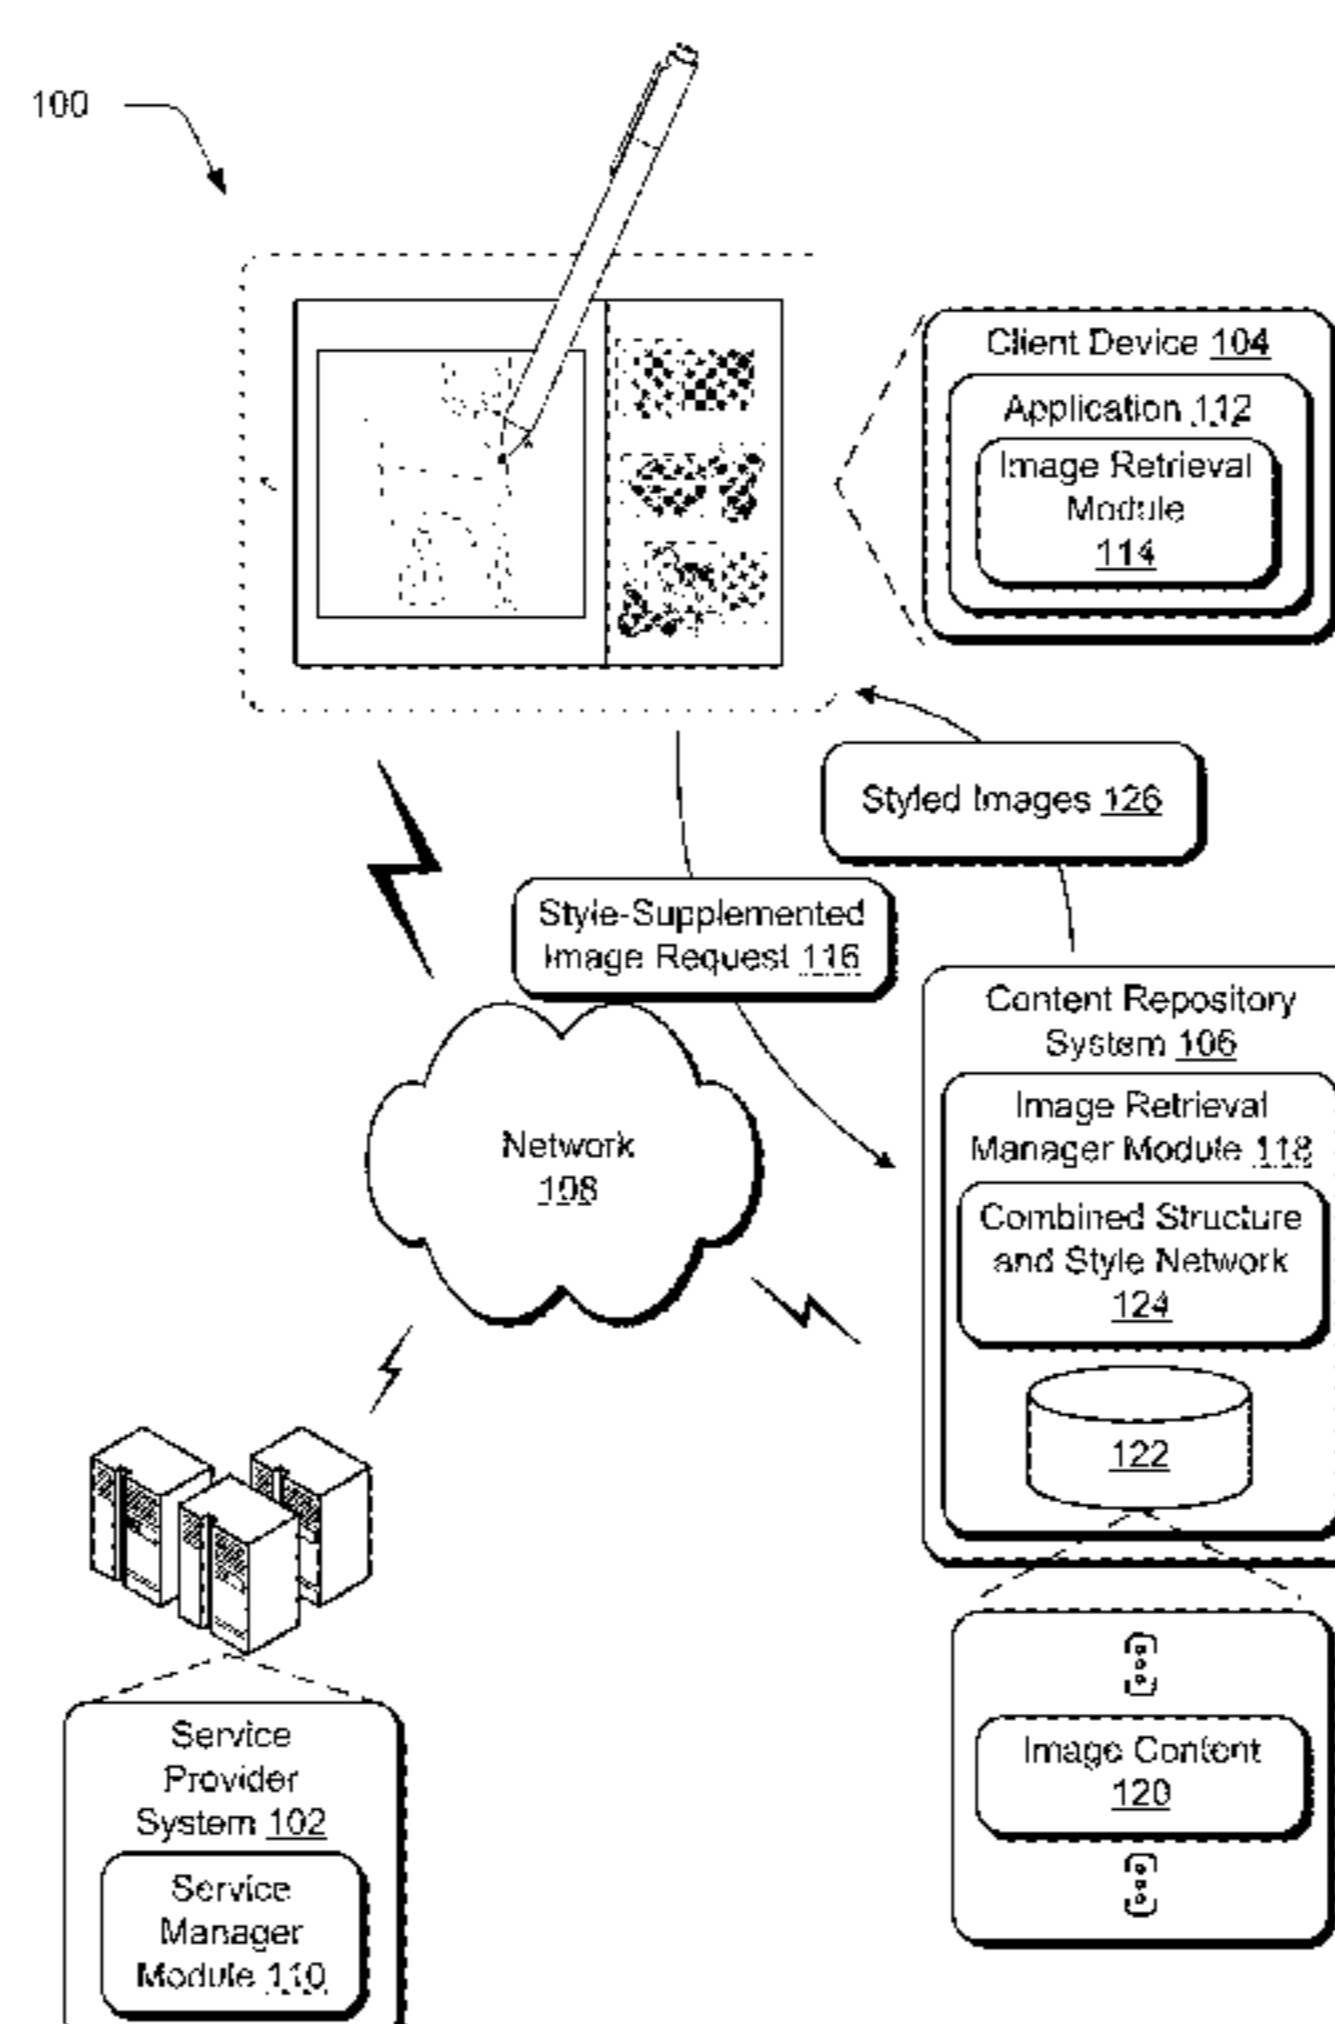 100
Client Device 104
Application 112
Image Retrieval
Module
114
Styled Images 126
Style-Supplemented
Image Request 116
Content Repository
System 106
Image Retrieval
Manager Module 118
Combined Structure
and Style Network
124
122
Network
108
Image Content
120
Service
Provider
System 102
Service
Manager
Module 110